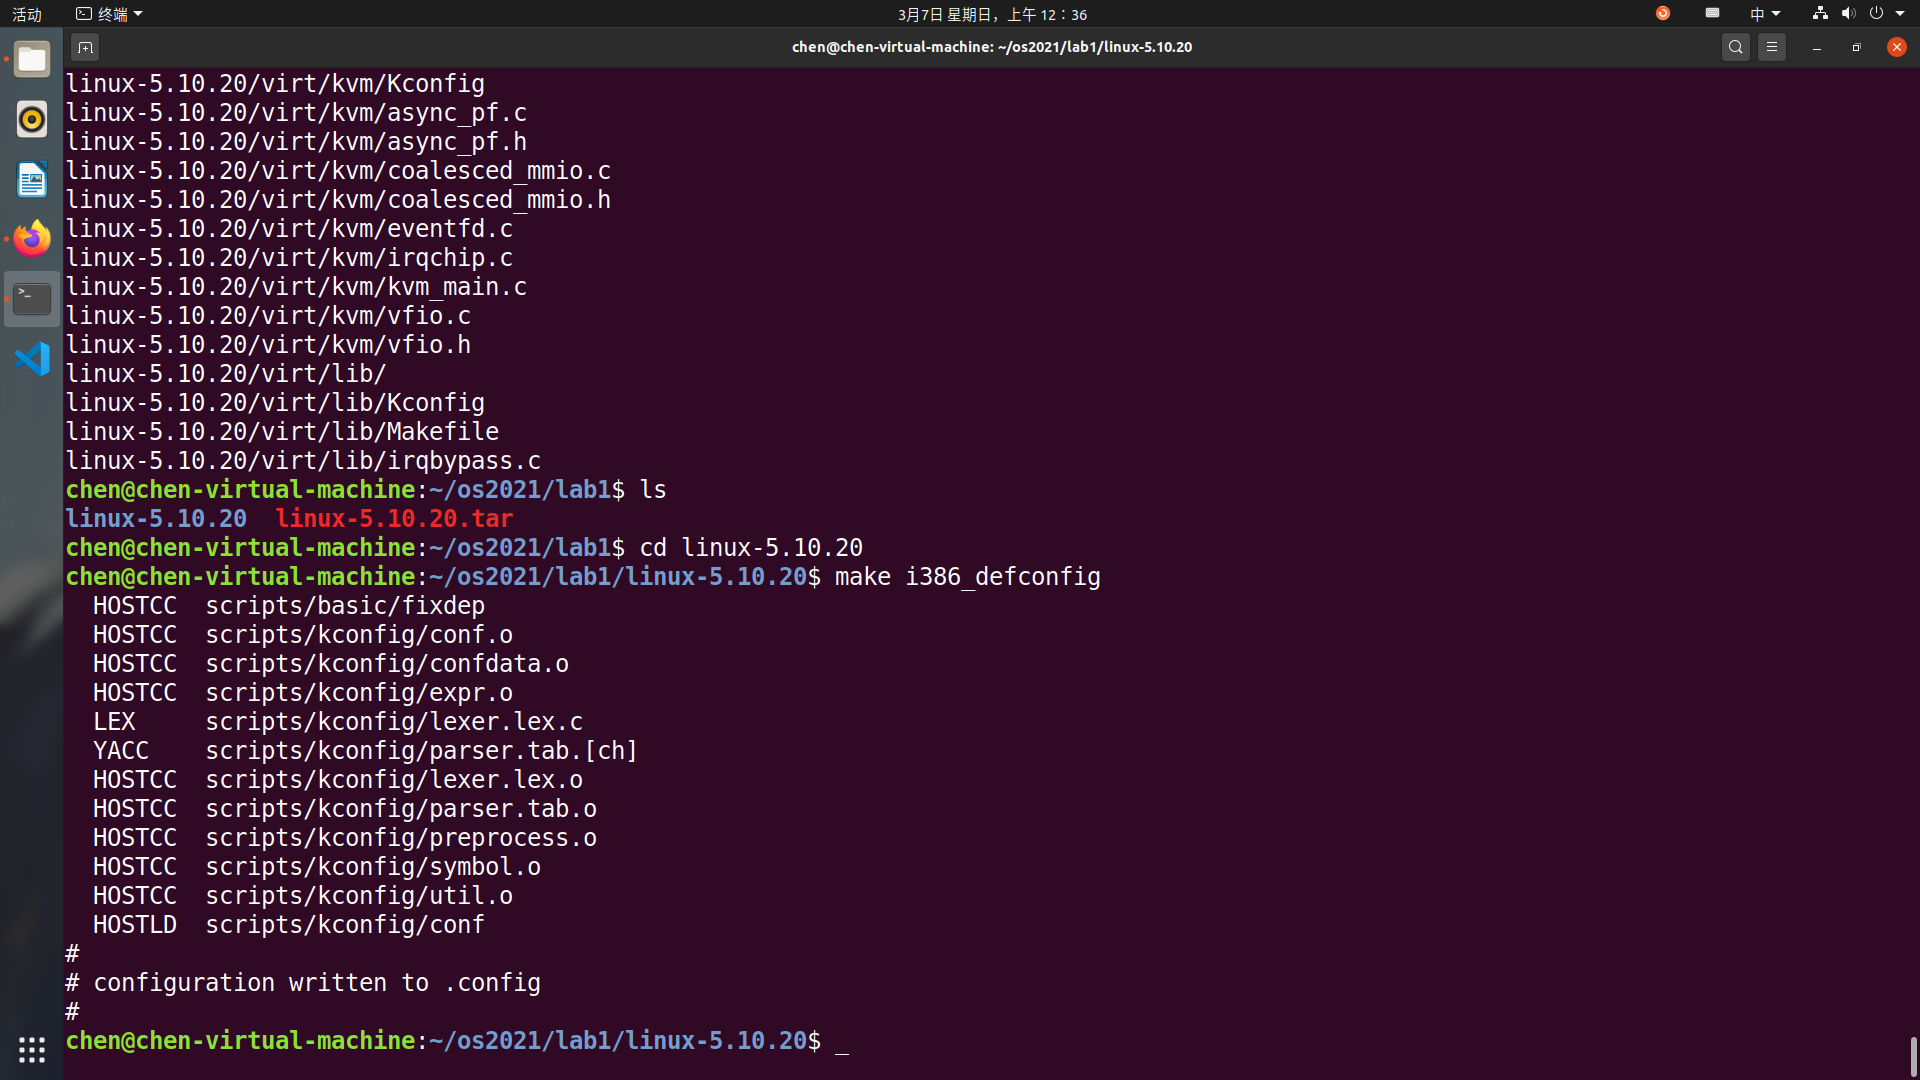 活动 终端 3月7日 星期日，上午 12：36 中
chen@chen-virtual-machine: ~/os2021/lab1/linux-5.10.20
linux-5.10.20/virt/kvm/Kconfig
linux-5.10.20/virt/kvm/async_pf.c
linux-5.10.20/virt/kvm/async_pf.h
linux-5.10.20/virt/kvm/coalesced_mmio.c
linux-5.10.20/virt/kvm/coalesced_mmio.h
linux-5.10.20/virt/kvm/eventfd.c
linux-5.10.20/virt/kvm/irqchip.c
linux-5.10.20/virt/kvm/kvm_main.c
linux-5.10.20/virt/kvm/vfio.c
linux-5.10.20/virt/kvm/vfio.h
linux-5.10.20/virt/lib/
linux-5.10.20/virt/lib/Kconfig
linux-5.10.20/virt/lib/Makefile
linux-5.10.20/virt/lib/irqbypass.c
chen@chen-virtual-machine:~/os2021/lab1$ ls
linux-5.10.20  linux-5.10.20.tar
chen@chen-virtual-machine:~/os2021/lab1$ cd linux-5.10.20
chen@chen-virtual-machine:~/os2021/lab1/linux-5.10.20$ make i386_defconfig
  HOSTCC  scripts/basic/fixdep
  HOSTCC  scripts/kconfig/conf.o
  HOSTCC  scripts/kconfig/confdata.o
  HOSTCC  scripts/kconfig/expr.o
  LEX     scripts/kconfig/lexer.lex.c
  YACC    scripts/kconfig/parser.tab.[ch]
  HOSTCC  scripts/kconfig/lexer.lex.o
  HOSTCC  scripts/kconfig/parser.tab.o
  HOSTCC  scripts/kconfig/preprocess.o
  HOSTCC  scripts/kconfig/symbol.o
  HOSTCC  scripts/kconfig/util.o
  HOSTLD  scripts/kconfig/conf
#
# configuration written to .config
#
chen@chen-virtual-machine:~/os2021/lab1/linux-5.10.20$ _